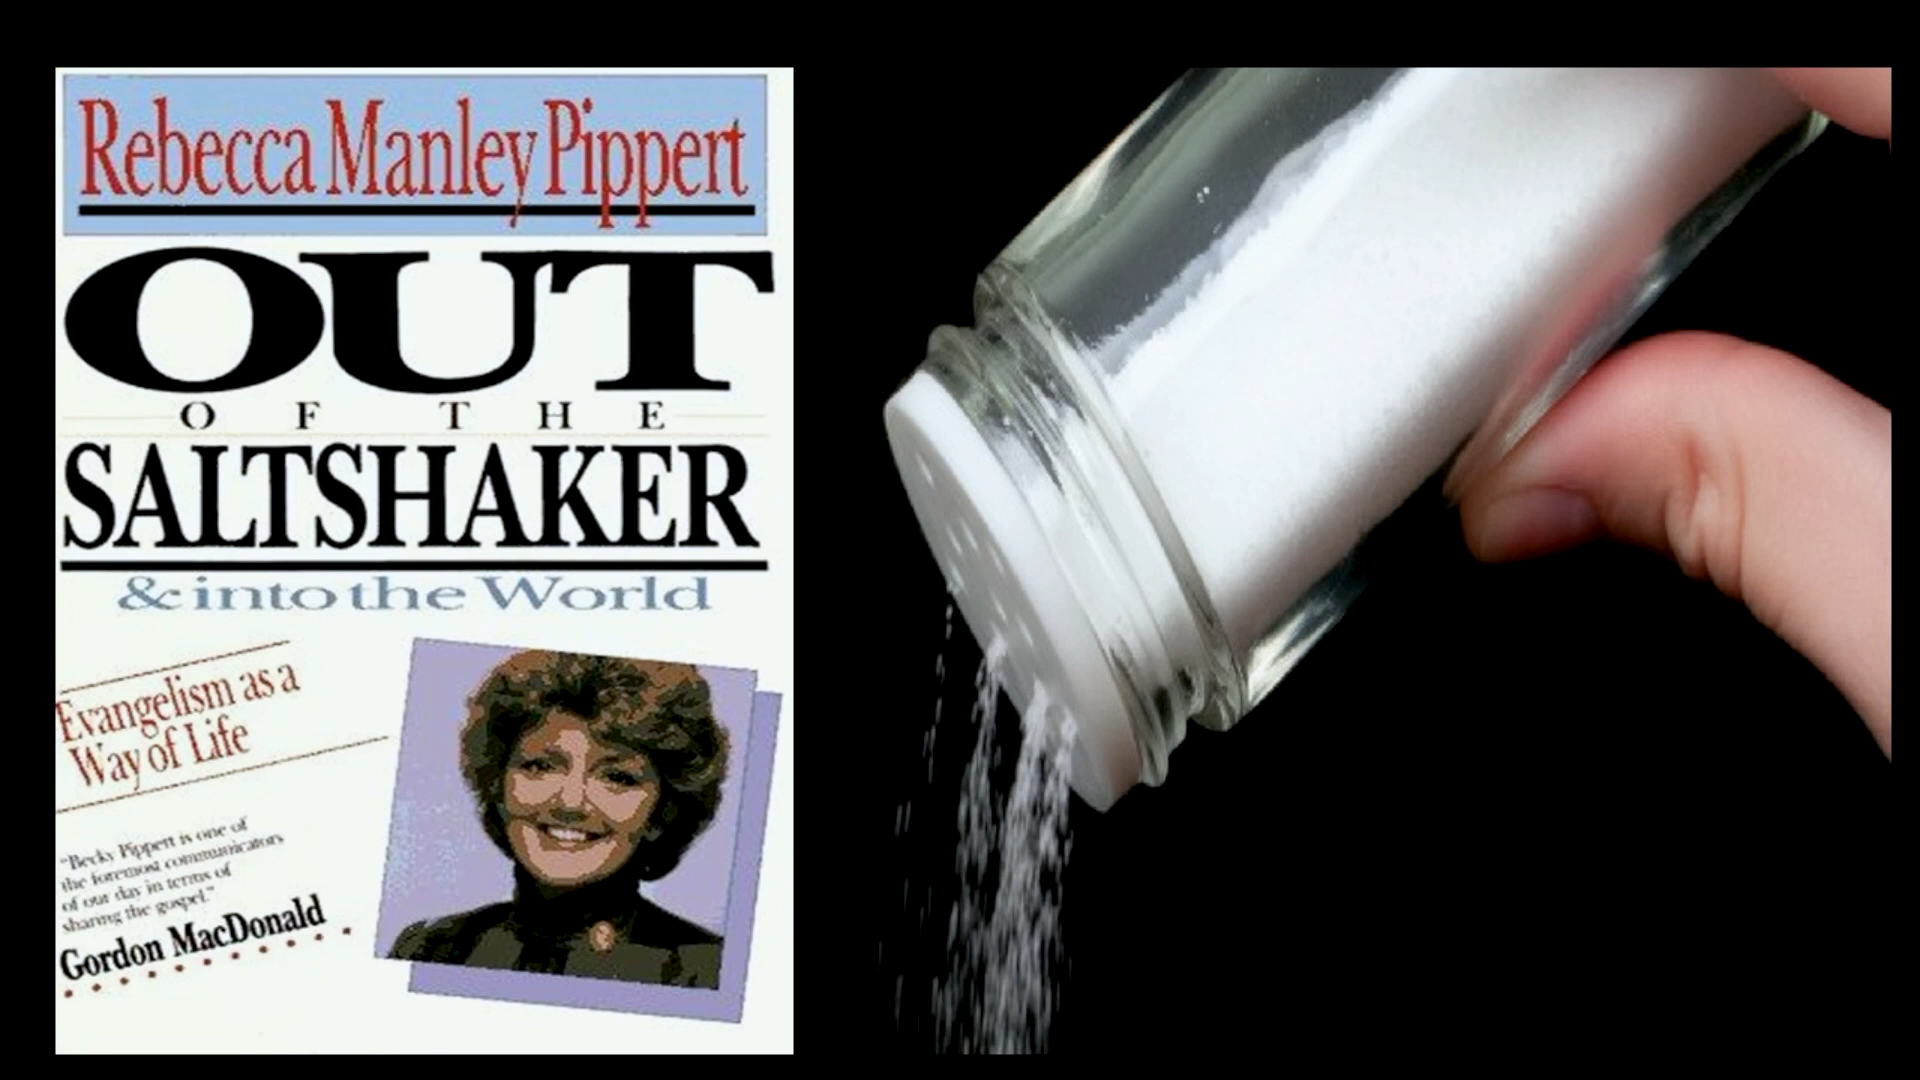 Rebecca Manley Pippert
OUT
OF THE
SALTSHAKER
& into the World
Evangelism as a
Way of Life
"Becky Pippert is one of
the foremost communicators
of our day in terms of
sharing the gospel."
Gordon MacDonald